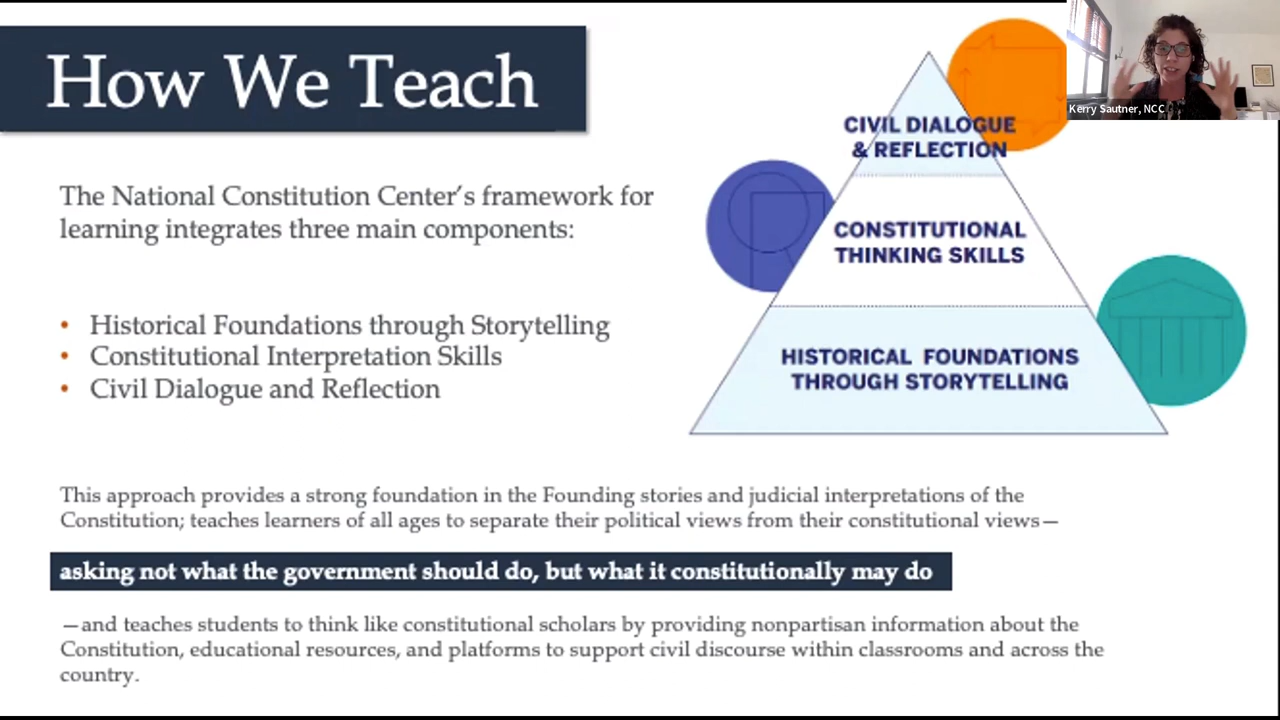 How We Teach
The National Constitution Center's framework for
learning integrates three main components:
• Historical Foundations through Storytelling
• Constitutional Interpretation Skills
• Civil Dialogue and Reflection
CIVIL DIALOGUE
& REFLECTION
CONSTITUTIONAL
THINKING SKILLS
HISTORICAL FOUNDATIONS
THROUGH STORYTELLING
Kerry Sautner, NCC
This approach provides a strong foundation in the Founding stories and judicial interpretations of the
Constitution; teaches learners of all ages to separate their political views from their constitutional views—
asking not what the government should do, but what it constitutionally may do
—and teaches students to think like constitutional scholars by providing nonpartisan information about the
Constitution, educational resources, and platforms to support civil discourse within classrooms and across the
country.